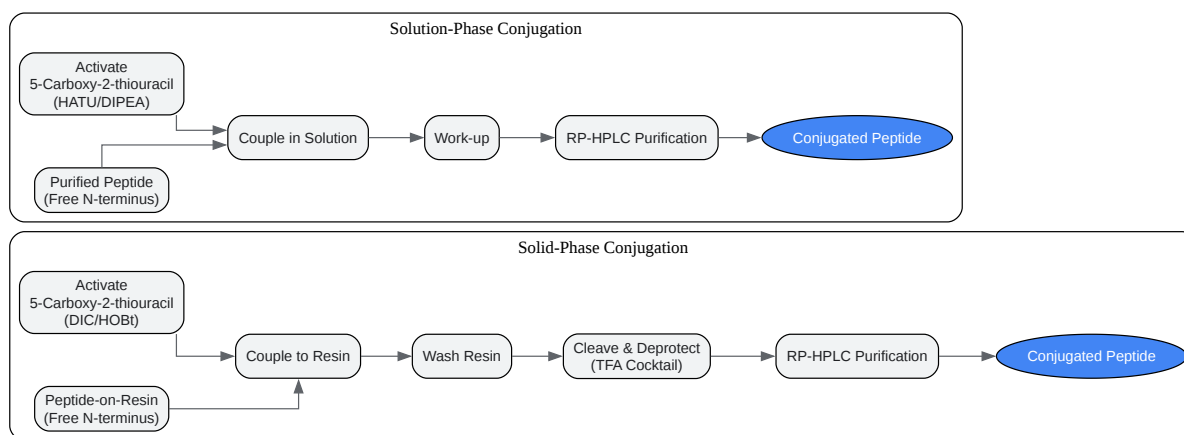 Solution-Phase Conjugation
Activate
5-Carboxy-2-thiouracil
(HATU/DIPEA)
Purified Peptide
(Free N-terminus)
Couple in Solution
Work-up
RP-HPLC Purification
Conjugated Peptide
Solid-Phase Conjugation
Activate
5-Carboxy-2-thiouracil
(DIC/HOBt)
Peptide-on-Resin
(Free N-terminus)
Couple to Resin
Wash Resin
Cleave & Deprotect
(TFA Cocktail)
RP-HPLC Purification
Conjugated Peptide